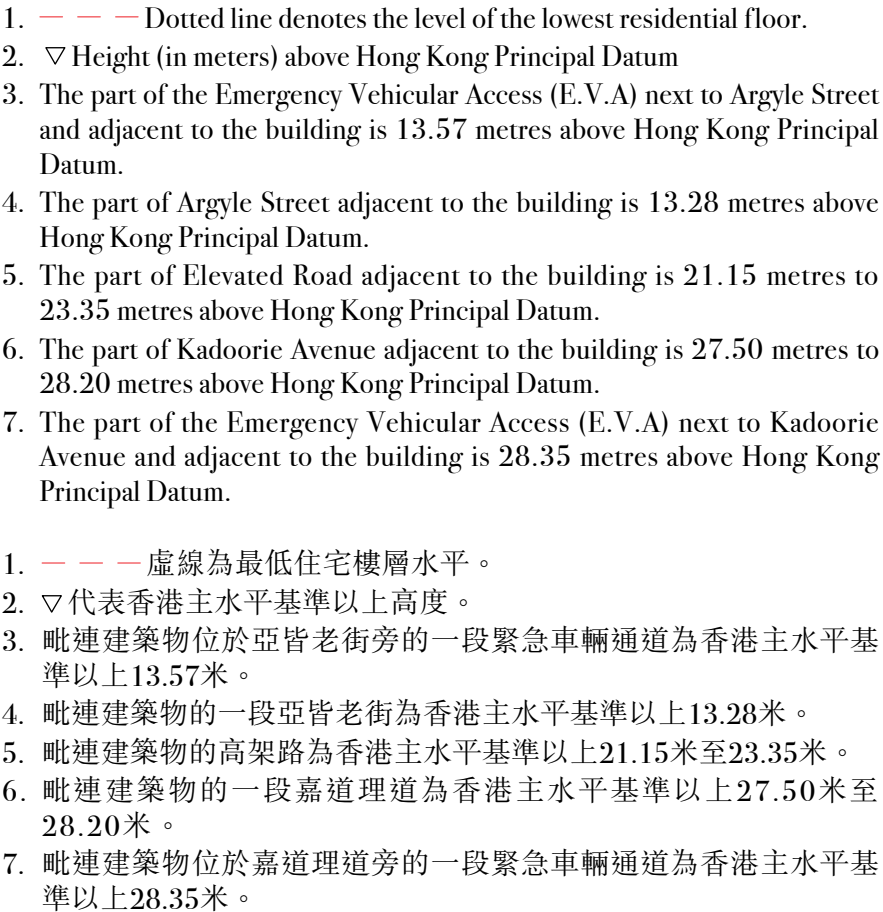 1. — — — Dotted line denotes the level of the lowest residential floor.
2. ▽ Height (in meters) above Hong Kong Principal Datum
3. The part of the Emergency Vehicular Access (E.V.A) next to Argyle Street
and adjacent to the building is 13.57 metres above Hong Kong Principal
Datum.
4. The part of Argyle Street adjacent to the building is 13.28 metres above
Hong Kong Principal Datum.
5. The part of Elevated Road adjacent to the building is 21.15 metres to
23.35 metres above Hong Kong Principal Datum.
6. The part of Kadoorie Avenue adjacent to the building is 27.50 metres to
28.20 metres above Hong Kong Principal Datum.
7. The part of the Emergency Vehicular Access (E.V.A) next to Kadoorie
Avenue and adjacent to the building is 28.35 metres above Hong Kong
Principal Datum.
1. — — — 虛線為最低住宅樓層水平。
2. ▽ 代表香港主水平基準以上高度。
3. 毗連建築物位於亞皆老街旁的一段緊急車輛通道為香港主水平基
準以上13.57米。
4. 毗連建築物的一段亞皆老街為香港主水平基準以上13.28米。
5. 毗連建築物的高架路為香港主水平基準以上21.15米至23.35米。
6. 毗連建築物的一段嘉道理道為香港主水平基準以上27.50米至
28.20米。
7. 毗連建築物位於嘉道理道旁的一段緊急車輛通道為香港主水平基
準以上28.35米。